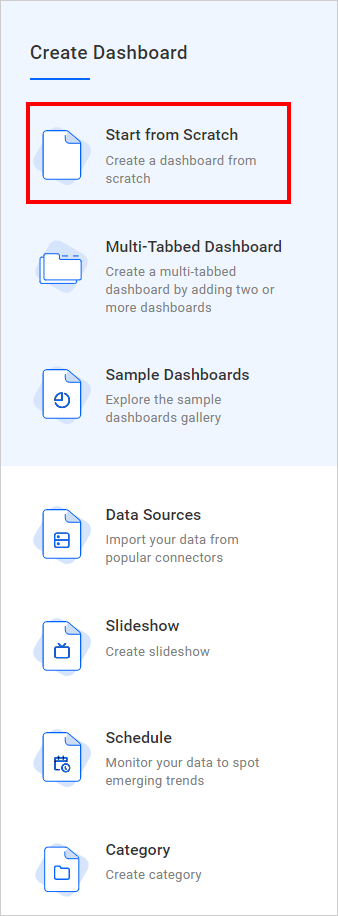 Create Dashboard
Start from Scratch
Create a dashboard from
scratch
Multi-Tabbed Dashboard
Create a multi-tabbed
dashboard by adding two or
more dashboards
Sample Dashboards
Explore the sample
dashboards gallery
Data Sources
Import your data from
popular connectors
Slideshow
Create slideshow
Schedule
Monitor your data to spot
emerging trends
Category
Create category